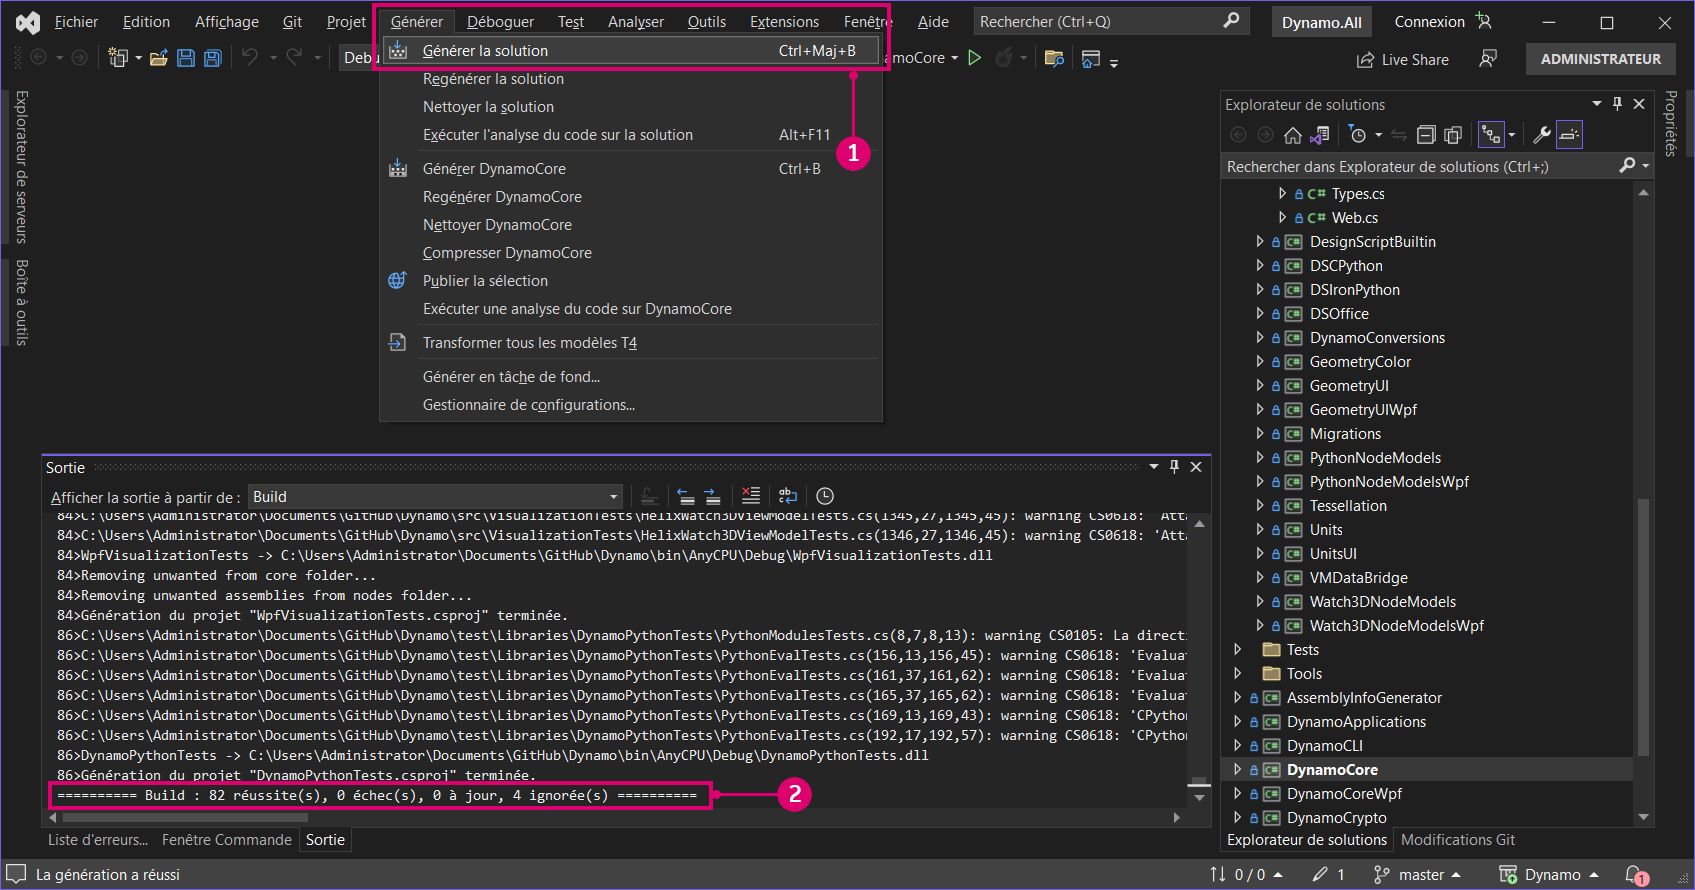 Fichier Edition Affichage Git Projet Générer Déboguer Test Analyser Outils Extensions Fenêtre Aide Rechercher (Ctrl+Q) Dynamo.All Connexion
Live Share ADMINISTRATEUR
Générer la solution Ctrl+Maj+B
Regénérer la solution
Nettoyer la solution
Exécuter l'analyse du code sur la solution Alt+F11
1
Générer DynamoCore Ctrl+B
Regénérer DynamoCore
Nettoyer DynamoCore
Compresser DynamoCore
Publier la sélection
Exécuter une analyse du code sur DynamoCore
Transformer tous les modèles T4
Générer en tâche de fond...
Gestionnaire de configurations...
Explorateur de serveurs
Boîte à outils
Sortie
Afficher la sortie à partir de : Build
84>C:\Users\Administrator\Documents\GitHub\Dynamo\src\VisualizationTests\HelixWatch3DViewModelTests.cs(1345,27,1345,45): warning CS0618: 'Atta
84>C:\Users\Administrator\Documents\GitHub\Dynamo\src\VisualizationTests\HelixWatch3DViewModelTests.cs(1346,27,1346,45): warning CS0618: 'Atta
84>WpfVisualizationTests -> C:\Users\Administrator\Documents\GitHub\Dynamo\bin\AnyCPU\Debug\WpfVisualizationTests.dll
84>Removing unwanted from core folder...
84>Removing unwanted assemblies from nodes folder...
84>Génération du projet "WpfVisualizationTests.csproj" terminée.
86>C:\Users\Administrator\Documents\GitHub\Dynamo\test\Libraries\DynamoPythonTests\PythonModulesTests.cs(8,7,8,13): warning CS0105: La directi
86>C:\Users\Administrator\Documents\GitHub\Dynamo\test\Libraries\DynamoPythonTests\PythonEvalTests.cs(156,13,156,45): warning CS0618: 'Evaluat
86>C:\Users\Administrator\Documents\GitHub\Dynamo\test\Libraries\DynamoPythonTests\PythonEvalTests.cs(161,37,161,62): warning CS0618: 'Evaluat
86>C:\Users\Administrator\Documents\GitHub\Dynamo\test\Libraries\DynamoPythonTests\PythonEvalTests.cs(165,37,165,62): warning CS0618: 'Evaluat
86>C:\Users\Administrator\Documents\GitHub\Dynamo\test\Libraries\DynamoPythonTests\PythonEvalTests.cs(169,13,169,43): warning CS0618: 'CPython
86>C:\Users\Administrator\Documents\GitHub\Dynamo\test\Libraries\DynamoPythonTests\PythonEvalTests.cs(192,17,192,57): warning CS0618: 'CPython
86>DynamoPythonTests -> C:\Users\Administrator\Documents\GitHub\Dynamo\bin\AnyCPU\Debug\DynamoPythonTests.dll
86>Génération du projet "DynamoPythonTests.csproj" terminée.
========== Build : 82 réussite(s), 0 échec(s), 0 à jour, 4 ignorée(s) ==========
2
Liste d'erreurs... Fenêtre Commande Sortie
Explorateur de solutions
Rechercher dans Explorateur de solutions (Ctrl+;)
C# Types.cs
C# Web.cs
C# DesignScriptBuiltin
C# DSCPython
C# DSIronPython
C# DSOffice
C# DynamoConversions
C# GeometryColor
C# GeometryUI
C# GeometryUIWpf
C# Migrations
C# PythonNodeModels
C# PythonNodeModelsWpf
C# Tessellation
C# Units
C# UnitsUI
C# VMDataBridge
C# Watch3DNodeModels
C# Watch3DNodeModelsWpf
Tests
Tools
C# AssemblyInfoGenerator
C# DynamoApplications
C# DynamoCLI
C# DynamoCore
C# DynamoCoreWpf
C# DynamoCrypto
Explorateur de solutions Modifications Git
Propriétés
La génération a réussi 0 / 0 1 master Dynamo 1